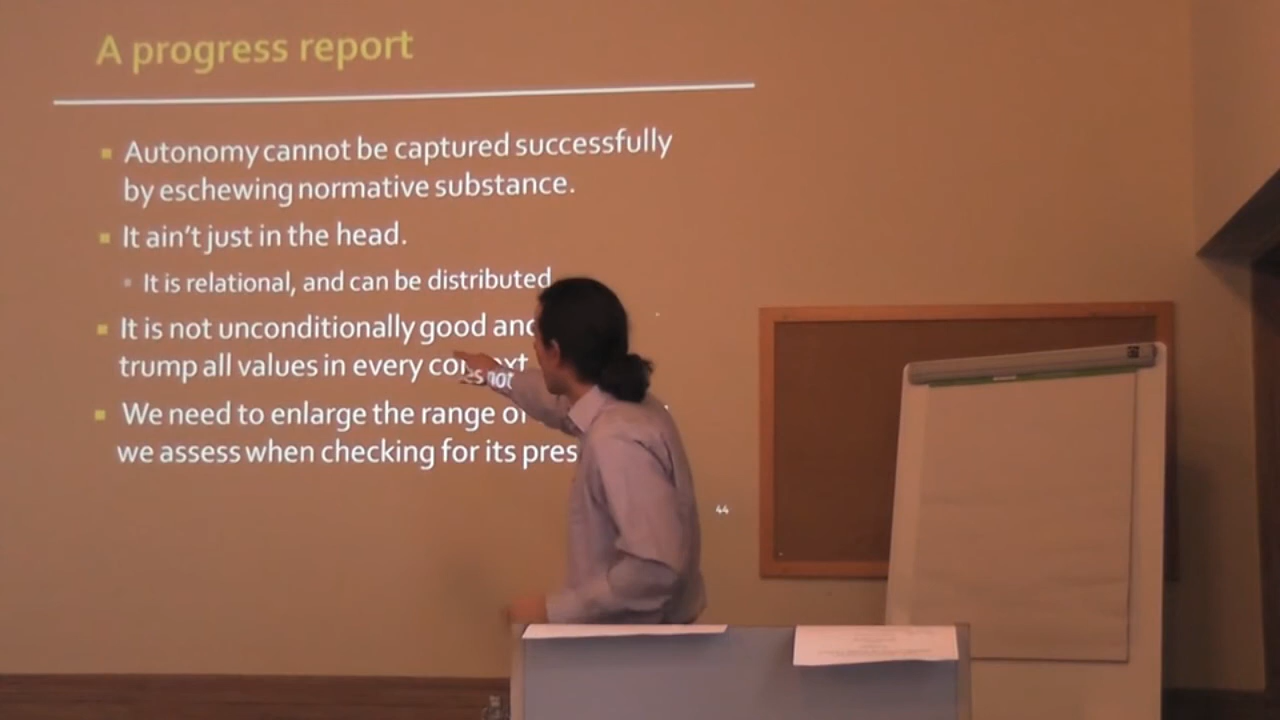 A progress report
Autonomy cannot be captured successfully
by eschewing normative substance.
It ain't just in the head.
It is relational, and can be distributed
It is not unconditionally good and
not
trump all values in every context
We need to enlarge the range of
we assess when checking for its
44